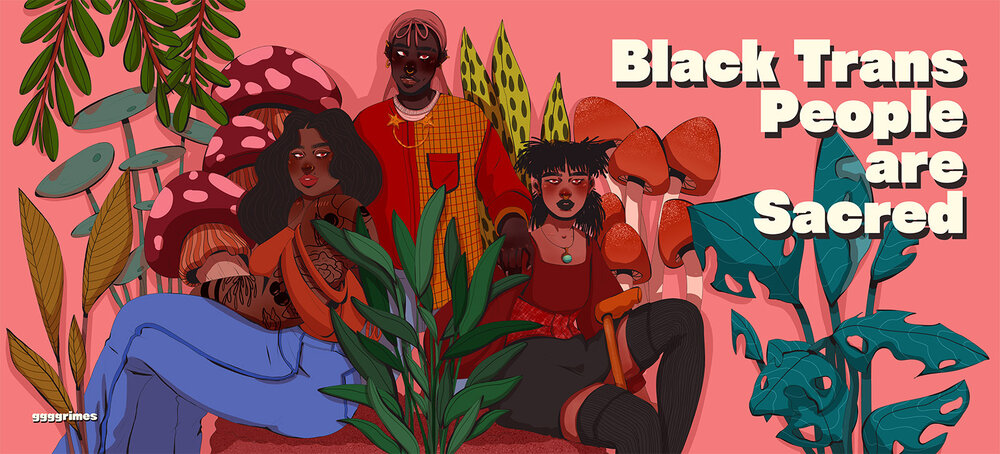 Black Trans
People
are
Sacred
ggggrimes